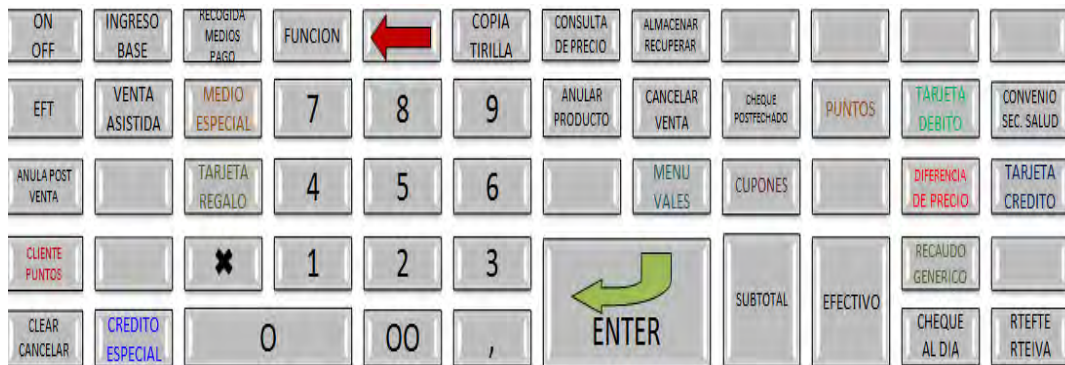 ON OFF
INGRESO BASE
RECOGIDA MEDIOS PAGO
FUNCION
COPIA TIRILLA
CONSULTA DE PRECIO
ALMACENAR RECUPERAR
EFT
VENTA ASISTIDA
MEDIO ESPECIAL
7
8
9
ANULAR PRODUCTO
CANCELAR VENTA
CHEQUE POSTFECHADO
PUNTOS
TARJETA DEBITO
CONVENIO SEC. SALUD
ANULA POST VENTA
TARJETA REGALO
4
5
6
MENU VALES
CUPONES
DIFERENCIA DE PRECIO
TARJETA CREDITO
CLIENTE PUNTOS
1
2
3
ENTER
SUBTOTAL
EFECTIVO
RECAUDO GENERICO
CLEAR CANCELAR
CREDITO ESPECIAL
0
00
,
CHEQUE AL DIA
RTEFTE RTEIVA